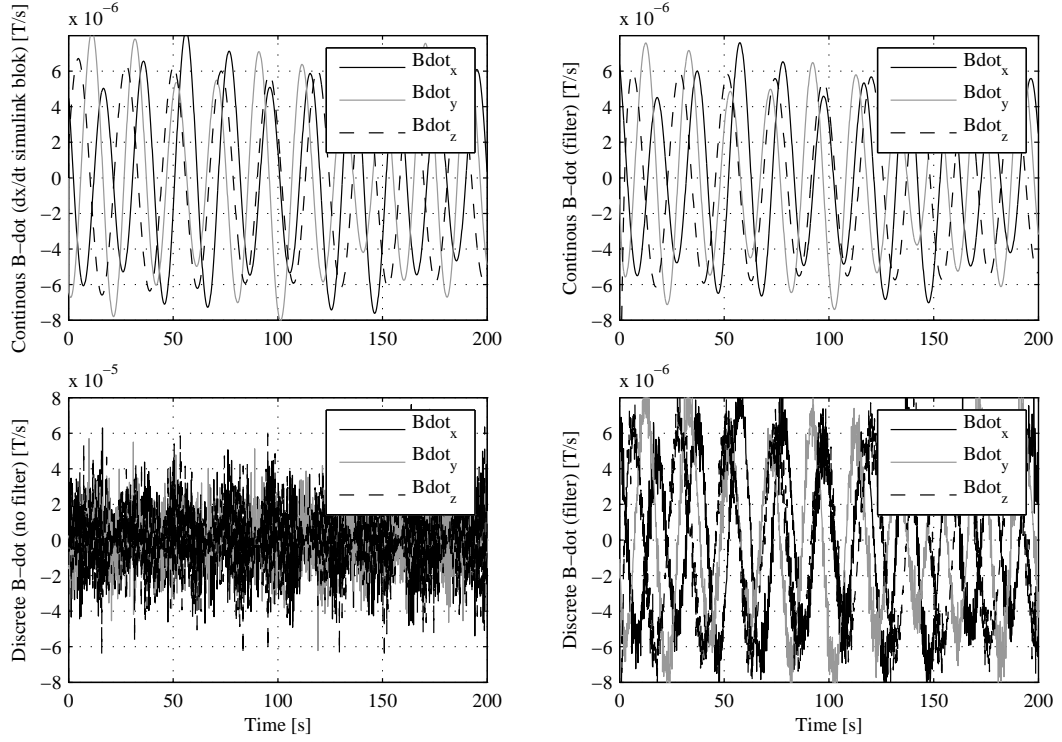 x 10−6
Continous B−dot (dx/dt simulink blok) [T/s]
6
4
2
0
−2
−4
−6
−8
0
50
100
150
200
Bdot_x
Bdot_y
Bdot_z
x 10−6
Continous B−dot (filter) [T/s]
8
6
4
2
0
−2
−4
−6
−8
0
50
100
150
200
Bdot_x
Bdot_y
Bdot_z
x 10−5
Discrete B−dot (no filter) [T/s]
8
6
4
2
0
−2
−4
−6
−8
0
50
100
150
200
Time [s]
Bdot_x
Bdot_y
Bdot_z
x 10−6
Discrete B−dot (filter) [T/s]
8
6
4
2
0
−2
−4
−6
−8
0
50
100
150
200
Time [s]
Bdot_x
Bdot_y
Bdot_z